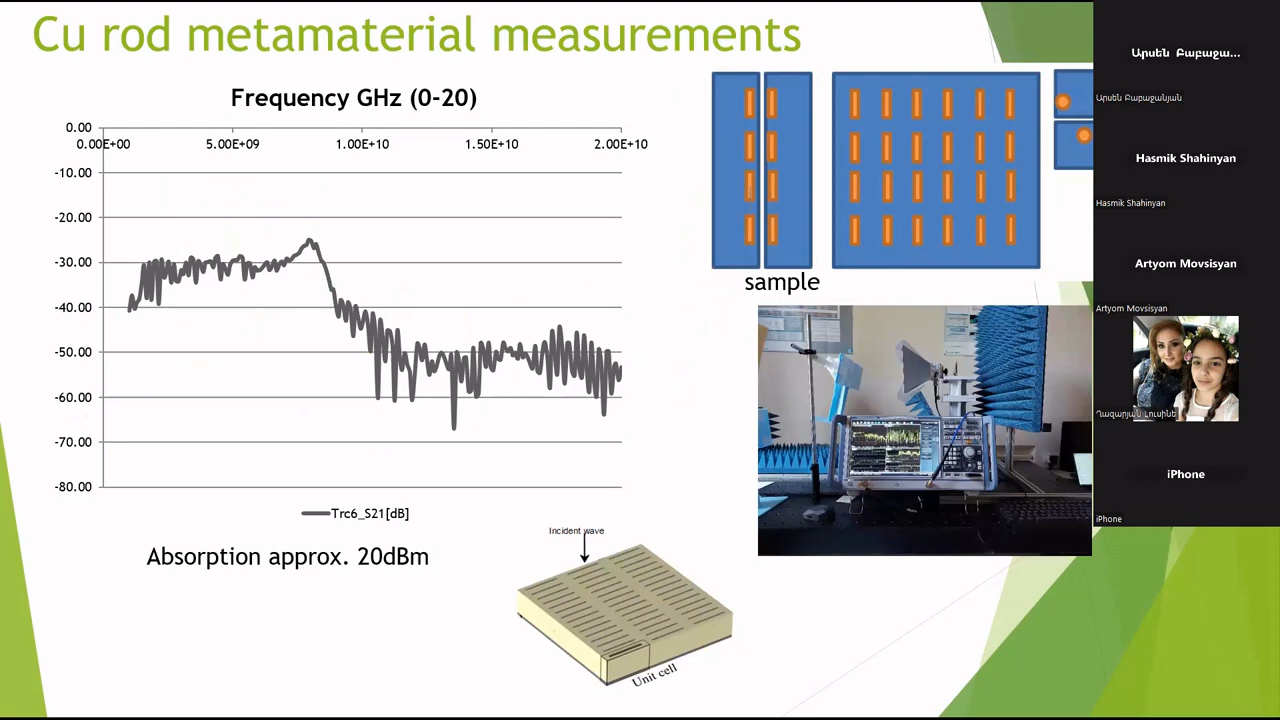 Cu rod metamaterial measurements
Frequency GHz (0-20)
0.00
0.00E+00 5.00E+09 1.00E+10 1.50E+10 2.00E+10
-10.00
-20.00
-30.00
-40.00
-50.00
-60.00
-70.00
-80.00
Trc6_S21[dB]
Absorption approx. 20dBm
sample
Incident wave
Unit cell
Արսեն Բաբաջա...
Արսեն Բաբաջանյան
Hasmik Shahinyan
Hasmik Shahinyan
Artyom Movsisyan
Artyom Movsisyan
Ղազարյան Լուսինե
iPhone
iPhone